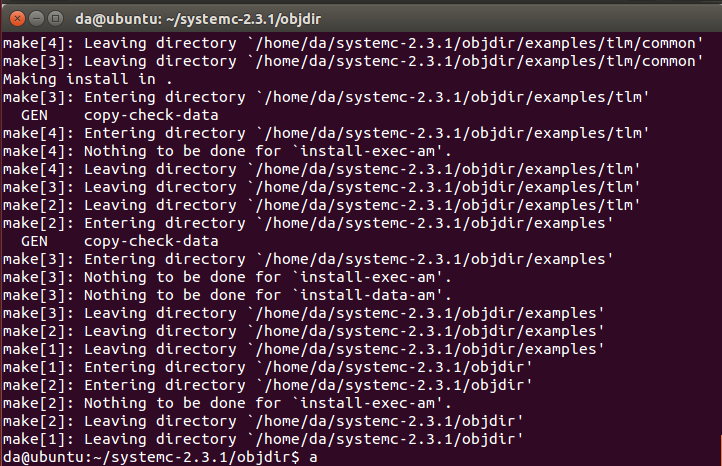 da@ubuntu: ~/systemc-2.3.1/objdir
make[4]: Leaving directory `/home/da/systemc-2.3.1/objdir/examples/tlm/common'
make[3]: Leaving directory `/home/da/systemc-2.3.1/objdir/examples/tlm/common'
Making install in .
make[3]: Entering directory `/home/da/systemc-2.3.1/objdir/examples/tlm'
  GEN    copy-check-data
make[4]: Entering directory `/home/da/systemc-2.3.1/objdir/examples/tlm'
make[4]: Nothing to be done for `install-exec-am'.
make[4]: Leaving directory `/home/da/systemc-2.3.1/objdir/examples/tlm'
make[3]: Leaving directory `/home/da/systemc-2.3.1/objdir/examples/tlm'
make[2]: Leaving directory `/home/da/systemc-2.3.1/objdir/examples/tlm'
make[2]: Entering directory `/home/da/systemc-2.3.1/objdir/examples'
  GEN    copy-check-data
make[3]: Entering directory `/home/da/systemc-2.3.1/objdir/examples'
make[3]: Nothing to be done for `install-exec-am'.
make[3]: Nothing to be done for `install-data-am'.
make[3]: Leaving directory `/home/da/systemc-2.3.1/objdir/examples'
make[2]: Leaving directory `/home/da/systemc-2.3.1/objdir/examples'
make[1]: Leaving directory `/home/da/systemc-2.3.1/objdir/examples'
make[1]: Entering directory `/home/da/systemc-2.3.1/objdir'
make[2]: Entering directory `/home/da/systemc-2.3.1/objdir'
make[2]: Nothing to be done for `install-exec-am'.
make[2]: Leaving directory `/home/da/systemc-2.3.1/objdir'
make[1]: Leaving directory `/home/da/systemc-2.3.1/objdir'
da@ubuntu:~/systemc-2.3.1/objdir$ a